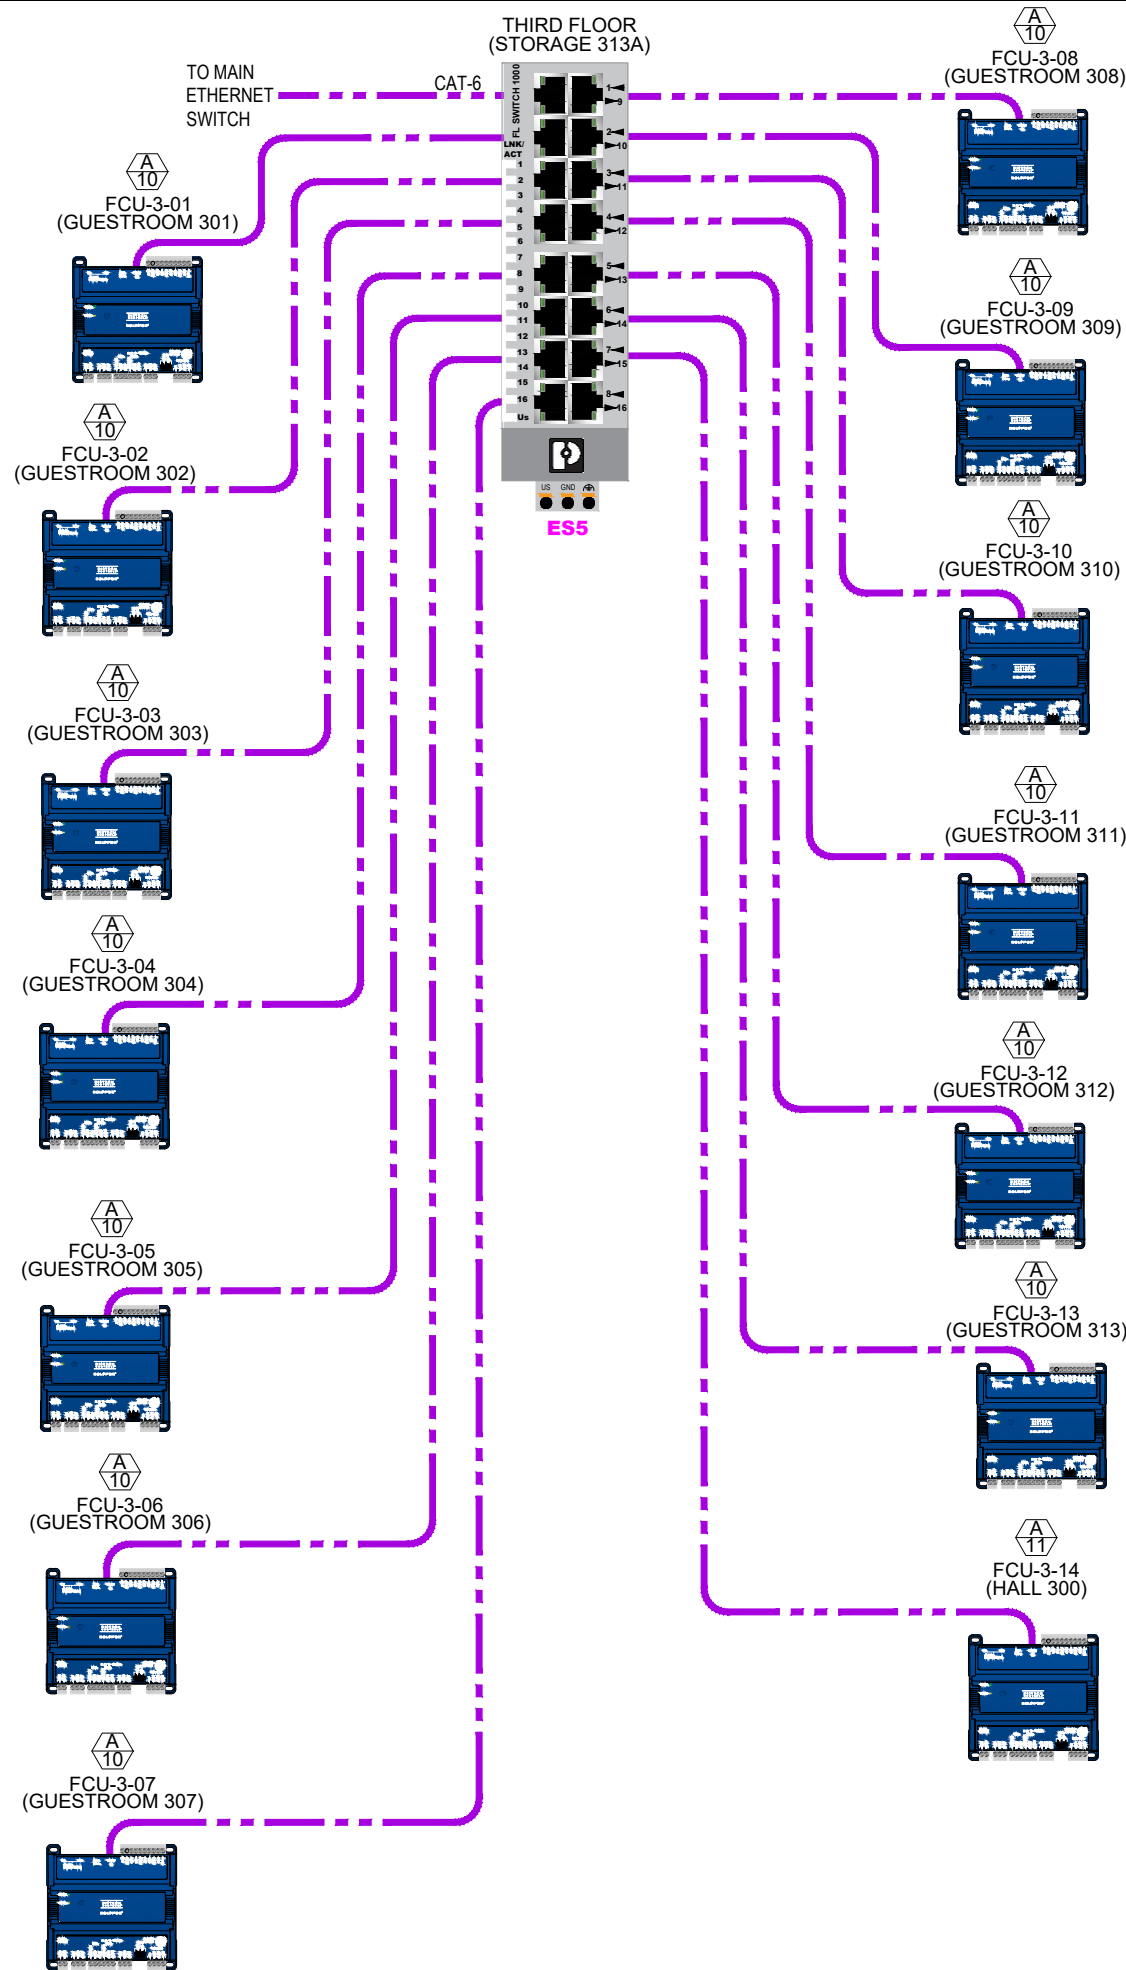 THIRD FLOOR
(STORAGE 313A)
TO MAIN
ETHERNET
SWITCH
CAT-6
FL SWITCH 1000
LNK/
ACT
1
2
3
4
5
6
7
8
9
10
11
12
13
14
15
16
Us
1
9
2
10
3
11
4
12
5
13
6
14
7
15
8
16
US GND
ES5
A
10
FCU-3-01
(GUESTROOM 301)
A
10
FCU-3-02
(GUESTROOM 302)
A
10
FCU-3-03
(GUESTROOM 303)
A
10
FCU-3-04
(GUESTROOM 304)
A
10
FCU-3-05
(GUESTROOM 305)
A
10
FCU-3-06
(GUESTROOM 306)
A
10
FCU-3-07
(GUESTROOM 307)
A
10
FCU-3-08
(GUESTROOM 308)
A
10
FCU-3-09
(GUESTROOM 309)
A
10
FCU-3-10
(GUESTROOM 310)
A
10
FCU-3-11
(GUESTROOM 311)
A
10
FCU-3-12
(GUESTROOM 312)
A
10
FCU-3-13
(GUESTROOM 313)
A
11
FCU-3-14
(HALL 300)